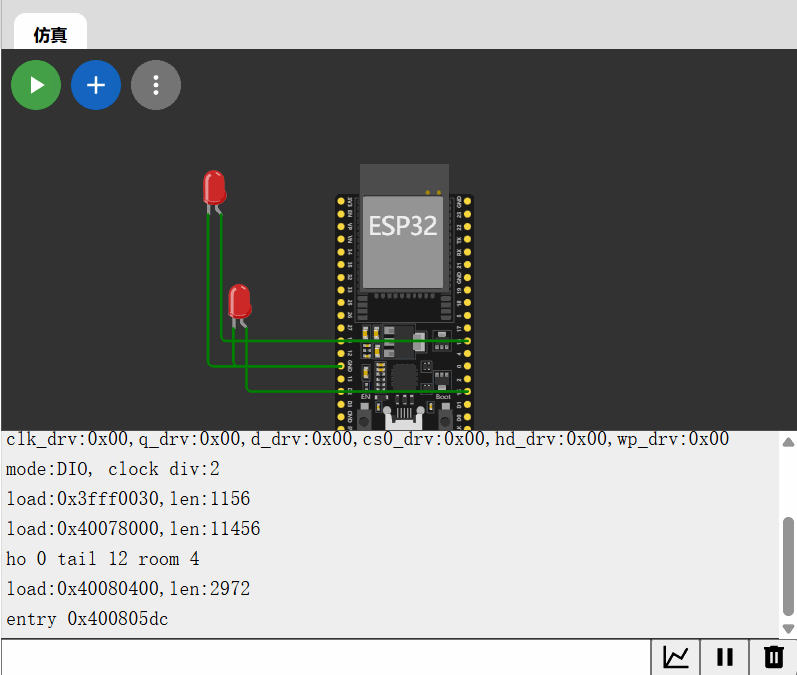 仿真
ESP32
EN
Boot
clk_drv:0x00,q_drv:0x00,d_drv:0x00,cs0_drv:0x00,hd_drv:0x00,wp_drv:0x00
mode:DIO, clock div:2
load:0x3fff0030,len:1156
load:0x40078000,len:11456
ho 0 tail 12 room 4
load:0x40080400,len:2972
entry 0x400805dc